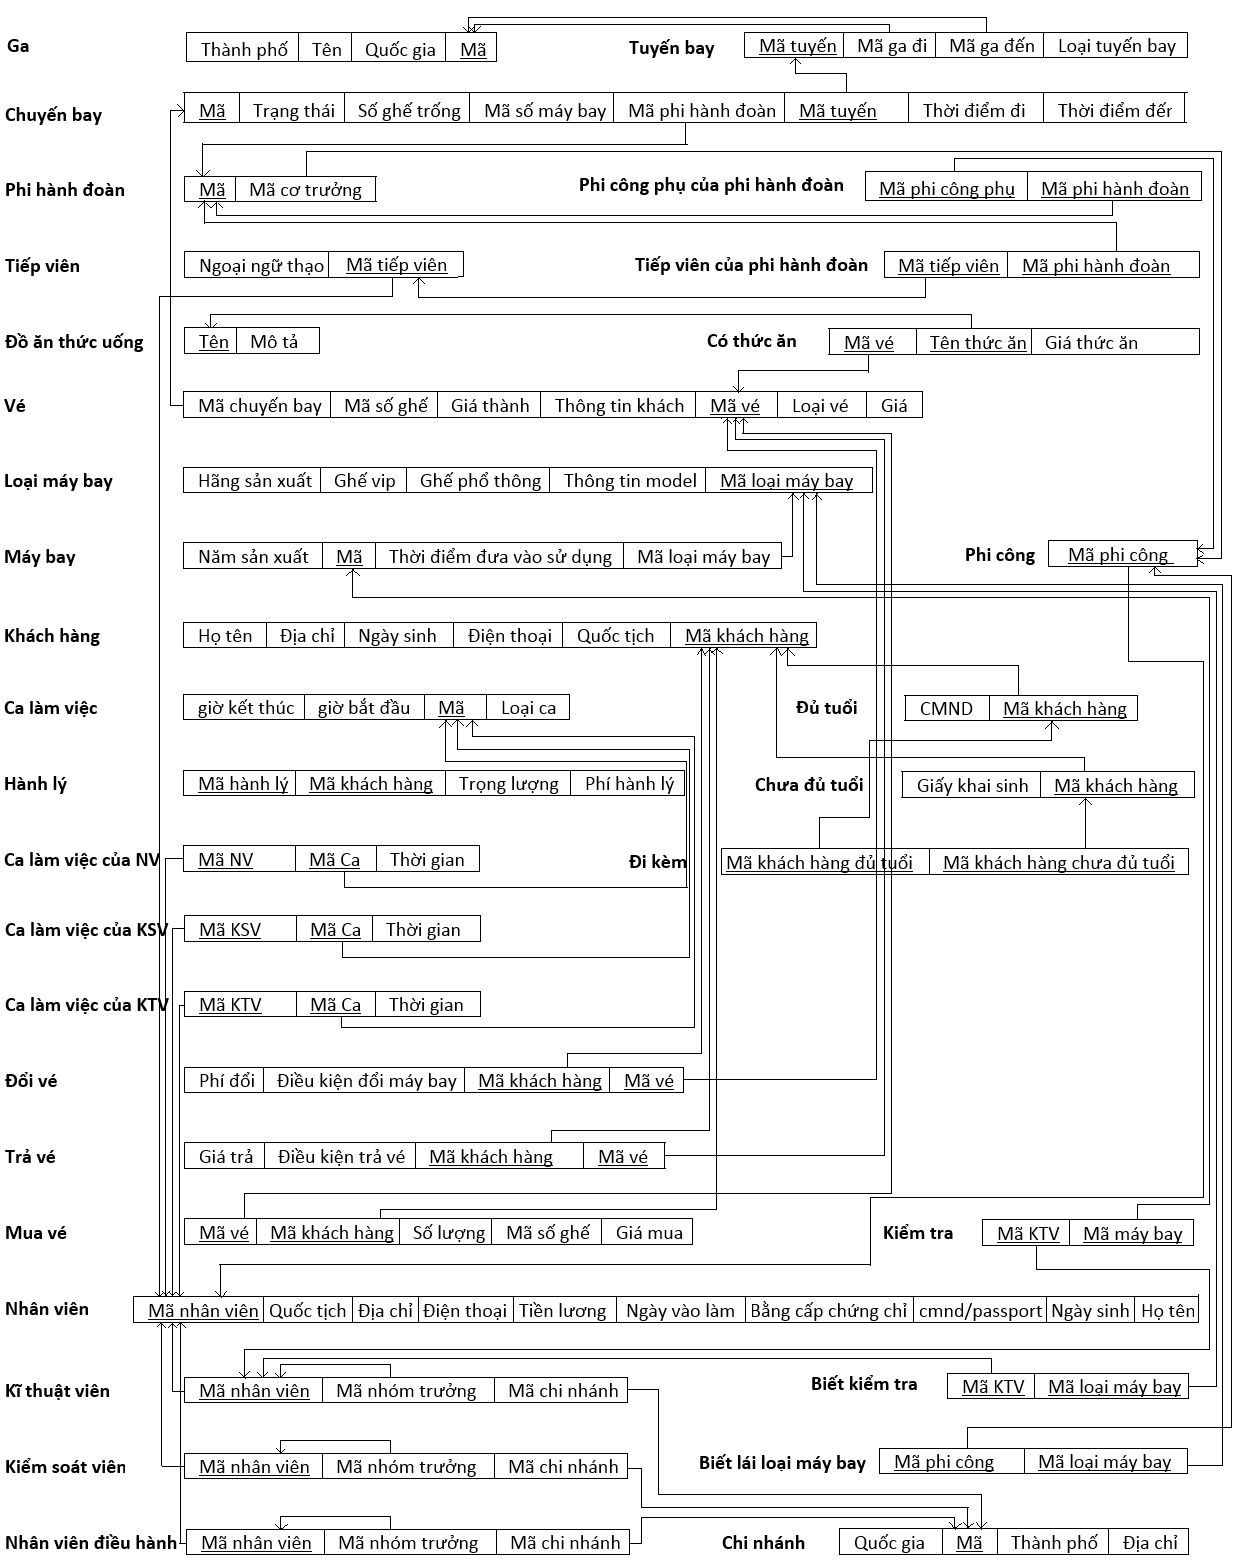 Ga Thành phố Tên Quốc gia Mã Tuyến bay Mã tuyến Mã ga đi Mã ga đến Loại tuyến bay
Chuyến bay Mã Trạng thái Số ghế trống Mã số máy bay Mã phi hành đoàn Mã tuyến Thời điểm đi Thời điểm đến
Phi hành đoàn Mã Mã cơ trưởng Phi công phụ của phi hành đoàn Mã phi công phụ Mã phi hành đoàn
Tiếp viên Ngoại ngữ thạo Mã tiếp viên Tiếp viên của phi hành đoàn Mã tiếp viên Mã phi hành đoàn
Đồ ăn thức uống Tên Mô tả Có thức ăn Mã vé Tên thức ăn Giá thức ăn
Vé Mã chuyến bay Mã số ghế Giá thành Thông tin khách Mã vé Loại vé Giá
Loại máy bay Hãng sản xuất Ghế vip Ghế phổ thông Thông tin model Mã loại máy bay
Máy bay Năm sản xuất Mã Thời điểm đưa vào sử dụng Mã loại máy bay Phi công Mã phi công
Khách hàng Họ tên Địa chỉ Ngày sinh Điện thoại Quốc tịch Mã khách hàng
Ca làm việc giờ kết thúc giờ bắt đầu Mã Loại ca Đủ tuổi CMND Mã khách hàng
Hành lý Mã hành lý Mã khách hàng Trọng lượng Phí hành lý Chưa đủ tuổi Giấy khai sinh Mã khách hàng
Ca làm việc của NV Mã NV Mã Ca Thời gian Đi kèm Mã khách hàng đủ tuổi Mã khách hàng chưa đủ tuổi
Ca làm việc của KSV Mã KSV Mã Ca Thời gian
Ca làm việc của KTV Mã KTV Mã Ca Thời gian
Đổi vé Phí đổi Điều kiện đổi máy bay Mã khách hàng Mã vé
Trả vé Giá trả Điều kiện trả vé Mã khách hàng Mã vé
Mua vé Mã vé Mã khách hàng Số lượng Mã số ghế Giá mua Kiểm tra Mã KTV Mã máy bay
Nhân viên Mã nhân viên Quốc tịch Địa chỉ Điện thoại Tiền lương Ngày vào làm Bằng cấp chứng chỉ cmnd/passport Ngày sinh Họ tên
Kĩ thuật viên Mã nhân viên Mã nhóm trưởng Mã chi nhánh Biết kiểm tra Mã KTV Mã loại máy bay
Kiểm soát viên Mã nhân viên Mã nhóm trưởng Mã chi nhánh Biết lái loại máy bay Mã phi công Mã loại máy bay
Nhân viên điều hành Mã nhân viên Mã nhóm trưởng Mã chi nhánh Chi nhánh Quốc gia Mã Thành phố Địa chỉ